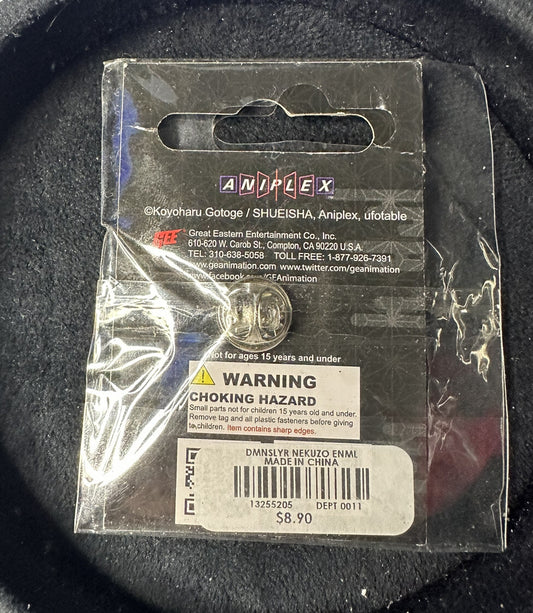 ANIPLEX
©Koyoharu Gotoge / SHUEISHA, Aniplex, ufotable
Great Eastern Entertainment Co., Inc.
610-620 W. Carob St., Compton, CA 90220 U.S.A.
TEL: 310-638-5058 TOLL FREE: 1-877-926-7391
www.geanimation.com www.twitter.com/geanimation
www.facebook.com/GEAnimation
Not for ages 15 years and under
WARNING
CHOKING HAZARD
Small parts not for children 15 years old and under.
Remove tag and all plastic fasteners before giving
to children. Item contains sharp edges.
DMNSLYR NEKUZO ENML
MADE IN CHINA
13255205 DEPT 0011
$8.90